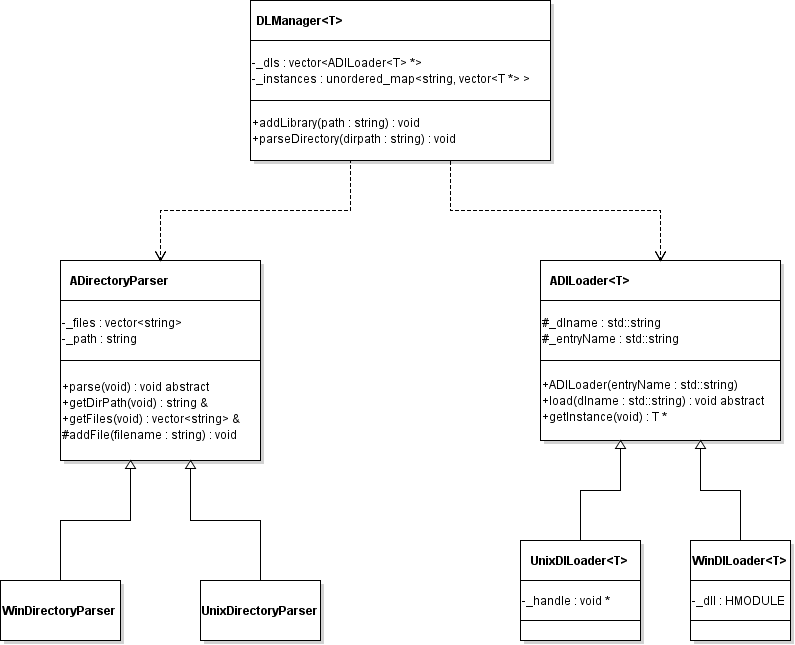 DLManager<T>
-_dls : vector<ADILoader<T> *>
-_instances : unordered_map<string, vector<T *> >
+addLibrary(path : string) : void
+parseDirectory(dirpath : string) : void
ADirectoryParser
-_files : vector<string>
-_path : string
+parse(void) : void abstract
+getDirPath(void) : string &
+getFiles(void) : vector<string> &
#addFile(filename : string) : void
ADILoader<T>
#_dlname : std::string
#_entryName : std::string
+ADILoader(entryName : std::string)
+load(dlname : std::string) : void abstract
+getInstance(void) : T *
WinDirectoryParser
UnixDirectoryParser
UnixDlLoader<T>
-_handle : void *
WinDlLoader<T>
-_dll : HMODULE